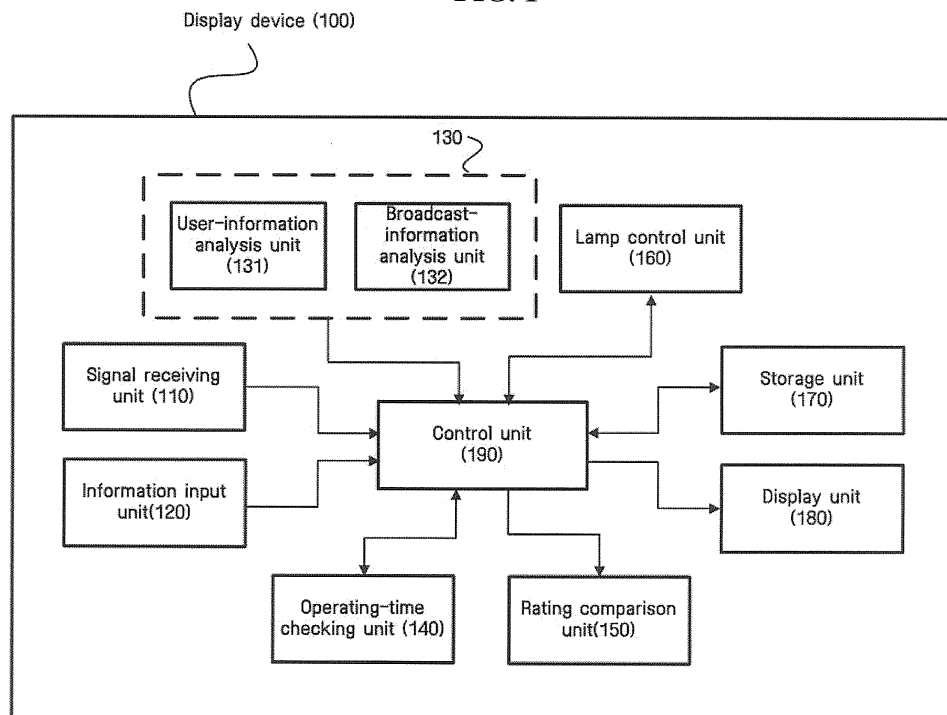 Display device (100)
130
User-information
analysis unit
(131)
Broadcast-
information
analysis unit
(132)
Lamp control unit
(160)
Signal receiving
unit (110)
Control unit
(190)
Storage unit
(170)
Information input
unit(120)
Display unit
(180)
Operating-time
checking unit (140)
Rating comparison
unit(150)